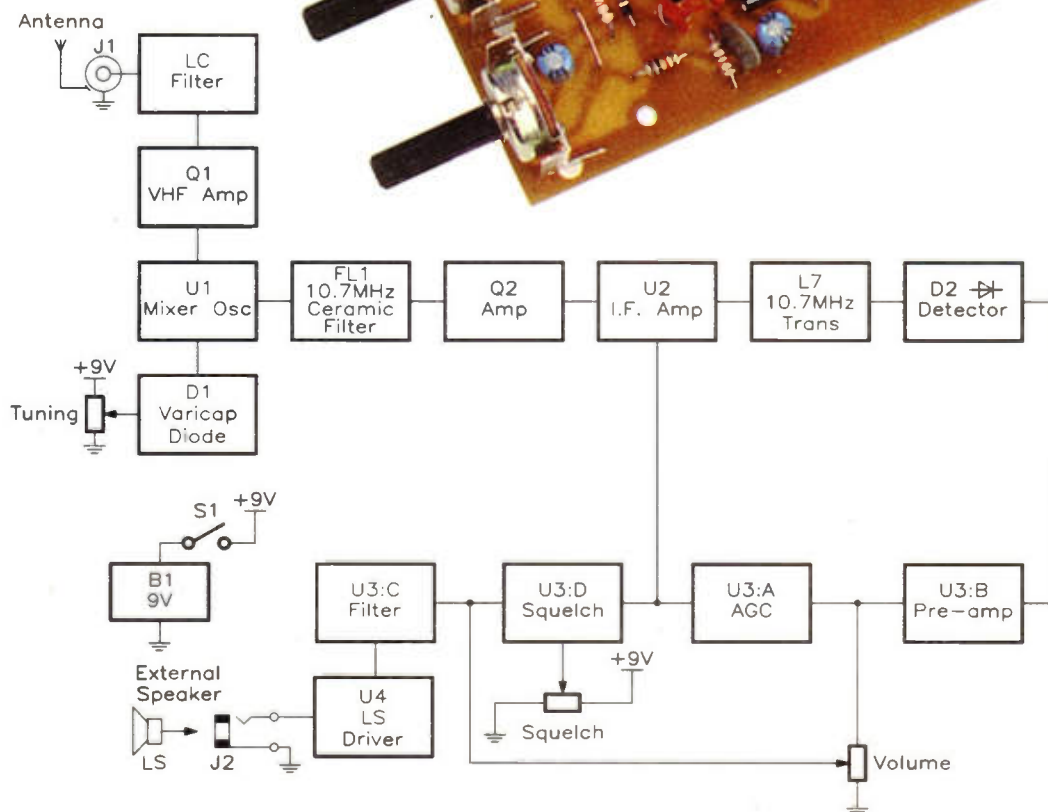 Antenna
J1
LC
Filter
Q1
VHF Amp
U1
Mixer Osc
FL1
10.7MHz
Ceramic
Filter
Q2
Amp
U2
I.F. Amp
L7
10.7MHz
Trans
D2
Detector
+9V
Tuning
D1
Varicap
Diode
S1
+9V
B1
9V
U3:C
Filter
U3:D
Squelch
U3:A
AGC
U3:B
Pre-amp
+9V
Squelch
External
Speaker
LS
J2
U4
LS
Driver
Volume